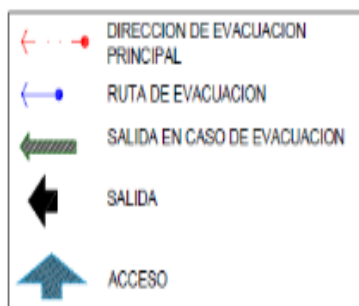 DIRECCION DE EVACUACION
PRINCIPAL
RUTA DE EVACUACION
SALIDA EN CASO DE EVACUACION
SALIDA
ACCESO